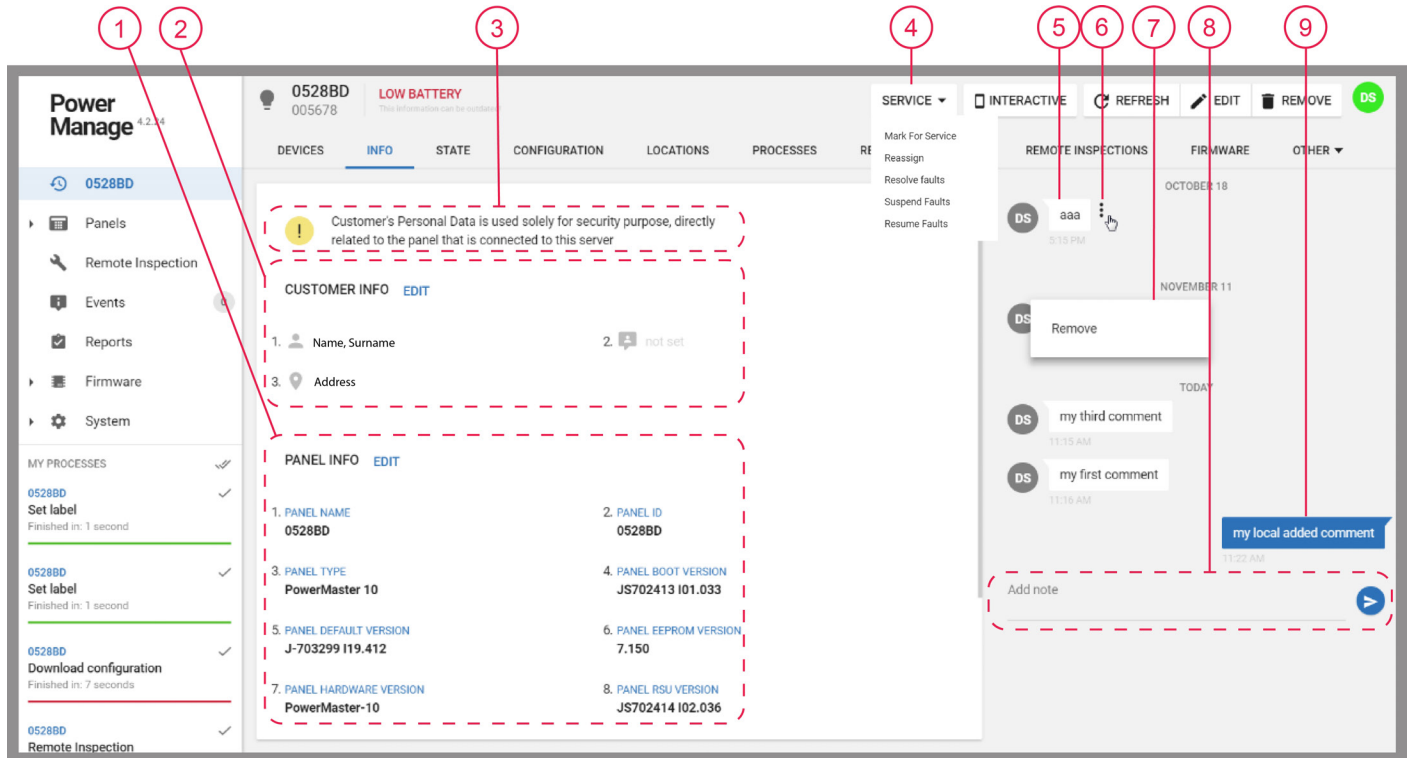 1 2 3 4 5 6 7 8 9
Power
Manage 4.2.24
0528BD
Panels
Remote Inspection
Events 0
Reports
Firmware
System
MY PROCESSES
0528BD
Set label
Finished in: 1 second
0528BD
Set label
Finished in: 1 second
0528BD
Download configuration
Finished in: 7 seconds
0528BD
Remote Inspection
0528BD LOW BATTERY
005678 This information can be outdated
SERVICE INTERACTIVE REFRESH EDIT REMOVE DS
Mark For Service
Reassign
Resolve faults
Suspend Faults
Resume Faults
DEVICES INFO STATE CONFIGURATION LOCATIONS PROCESSES REMOTE INSPECTIONS FIRMWARE OTHER
! Customer's Personal Data is used solely for security purpose, directly
related to the panel that is connected to this server
CUSTOMER INFO EDIT
1. Name, Surname 2. not set
3. Address
PANEL INFO EDIT
1. PANEL NAME 2. PANEL ID
0528BD 0528BD
3. PANEL TYPE 4. PANEL BOOT VERSION
PowerMaster 10 JS702413 I01.033
5. PANEL DEFAULT VERSION 6. PANEL EEPROM VERSION
J-703299 I19.412 7.150
7. PANEL HARDWARE VERSION 8. PANEL RSU VERSION
PowerMaster-10 JS702414 I02.036
OCTOBER 18
DS aaa
5:15 PM
NOVEMBER 11
DS Remove
TODAY
DS my third comment
11:15 AM
DS my first comment
11:16 AM
my local added comment
11:22 AM
Add note